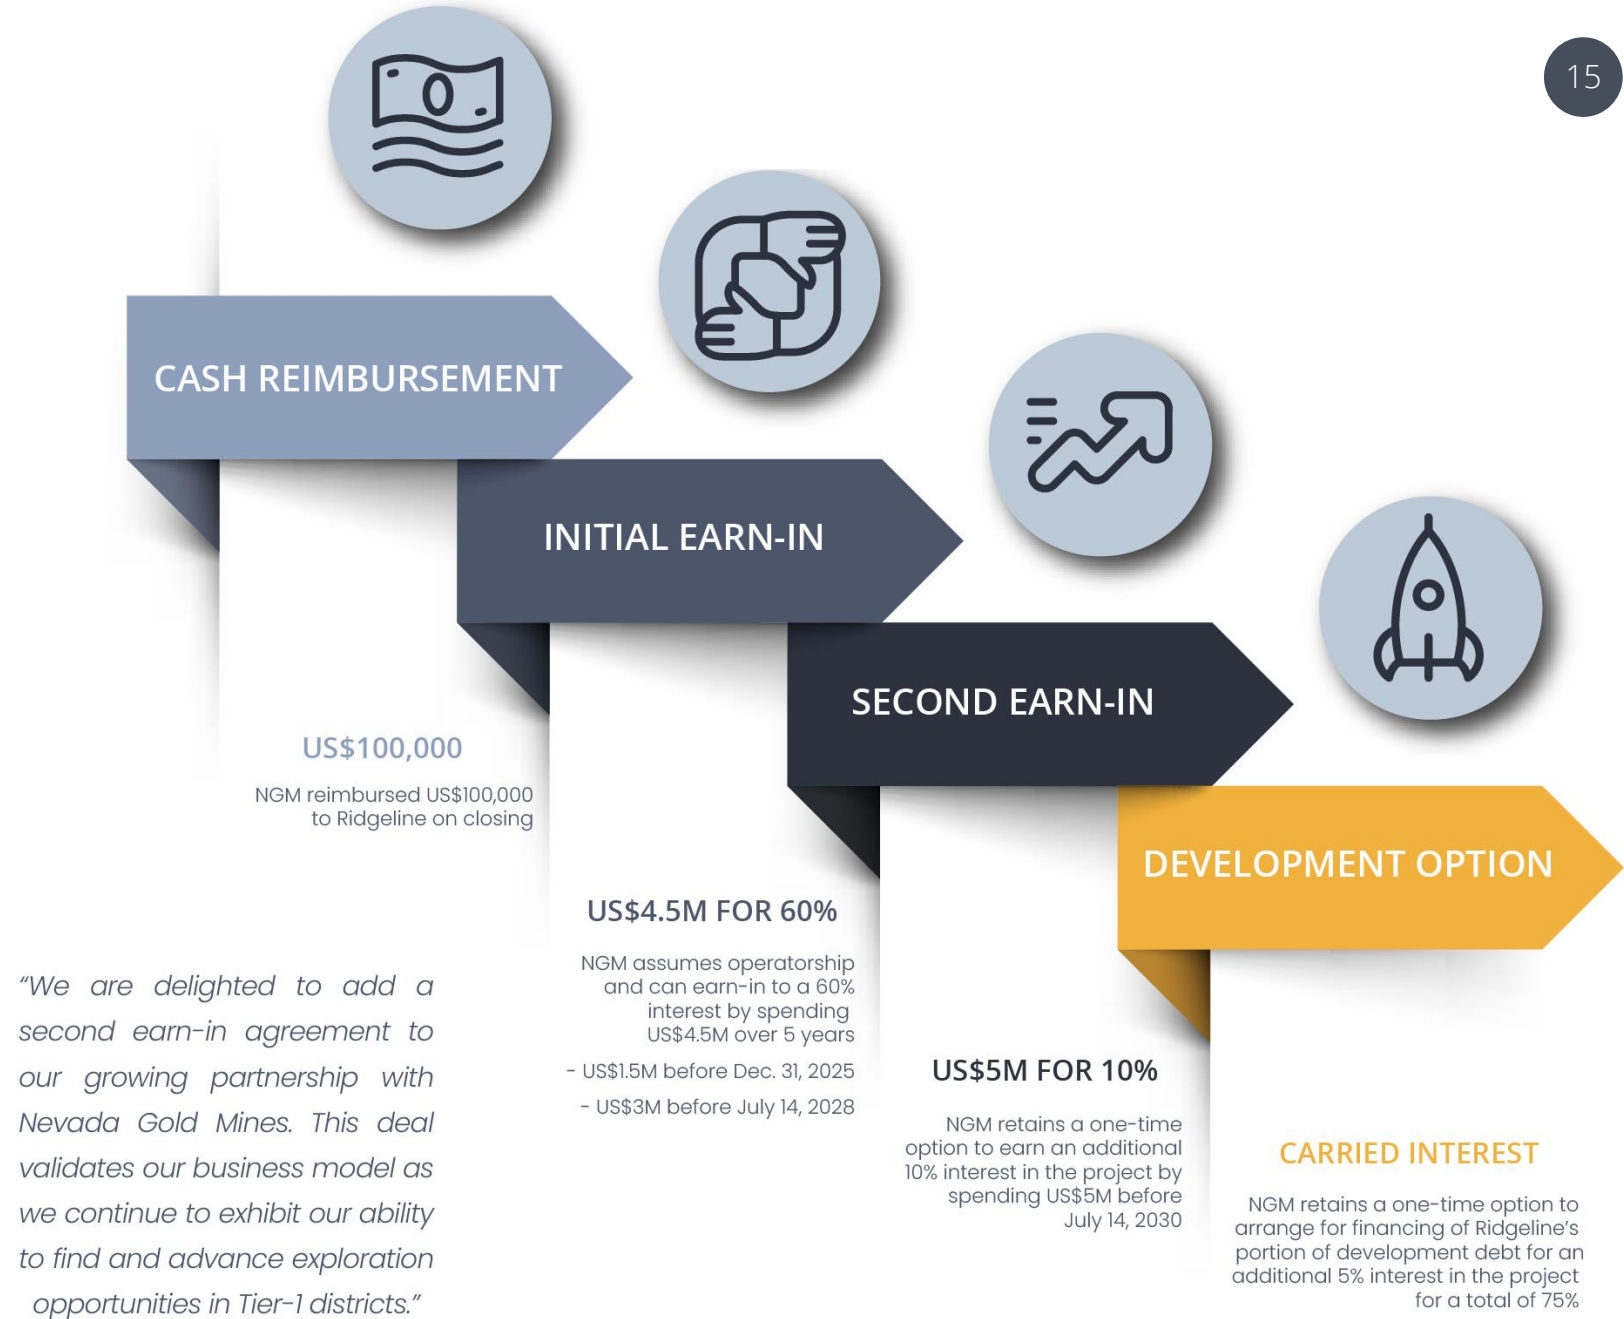 15
CASH REIMBURSEMENT
INITIAL EARN-IN
SECOND EARN-IN
DEVELOPMENT OPTION
US$100,000
NGM reimbursed US$100,000
to Ridgeline on closing
US$4.5M FOR 60%
NGM assumes operatorship
and can earn-in to a 60%
interest by spending
US$4.5M over 5 years
- US$1.5M before Dec. 31, 2025
- US$3M before July 14, 2028
US$5M FOR 10%
NGM retains a one-time
option to earn an additional
10% interest in the project by
spending US$5M before
July 14, 2030
CARRIED INTEREST
NGM retains a one-time option to
arrange for financing of Ridgeline’s
portion of development debt for an
additional 5% interest in the project
for a total of 75%
“We are delighted to add a
second earn-in agreement to
our growing partnership with
Nevada Gold Mines. This deal
validates our business model as
we continue to exhibit our ability
to find and advance exploration
opportunities in Tier-1 districts.”